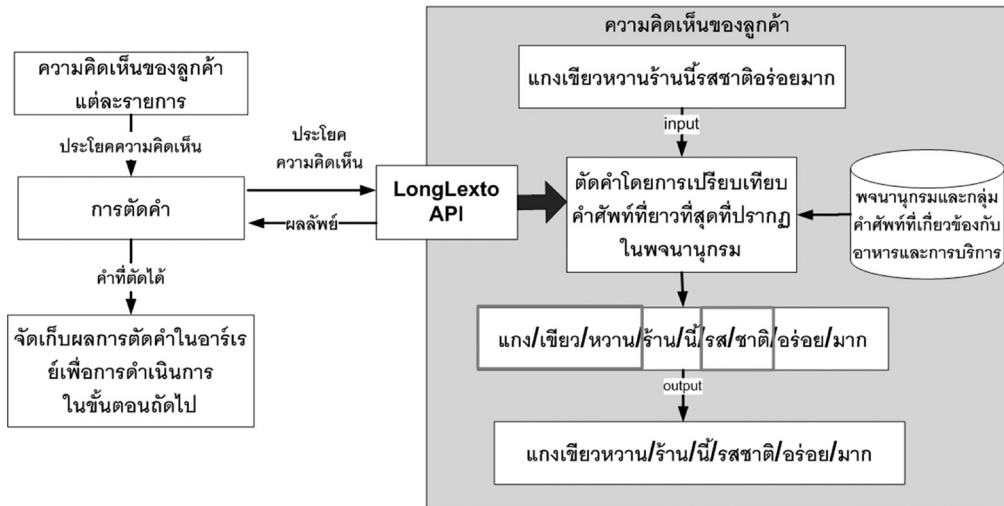 ความคิดเห็นของลูกค้า
แต่ละรายการ
ประโยคความคิดเห็น
การตัดคำ
คำที่ตัดได้
จัดเก็บผลการตัดคำในอาร์เร
ย์เพื่อการดำเนินการ
ในขั้นตอนถัดไป
ประโยค
ความคิดเห็น
ผลลัพย์
LongLexto
API
ความคิดเห็นของลูกค้า
แกงเขียวหวานร้านนี้รสชาติอร่อยมาก
input
ตัดคำโดยการเปรียบเทียบ
คำศัพท์ที่ยาวที่สุดที่ปรากฏ
ในพจนานุกรม
พจนานุกรมและกลุ่ม
คำศัพท์ที่เกี่ยวข้องกับ
อาหารและการบริการ
แกง/เขียว/หวาน/ร้าน/นี้/รส/ชาติ/อร่อย/มาก
output
แกงเขียวหวาน/ร้าน/นี้/รสชาติ/อร่อย/มาก